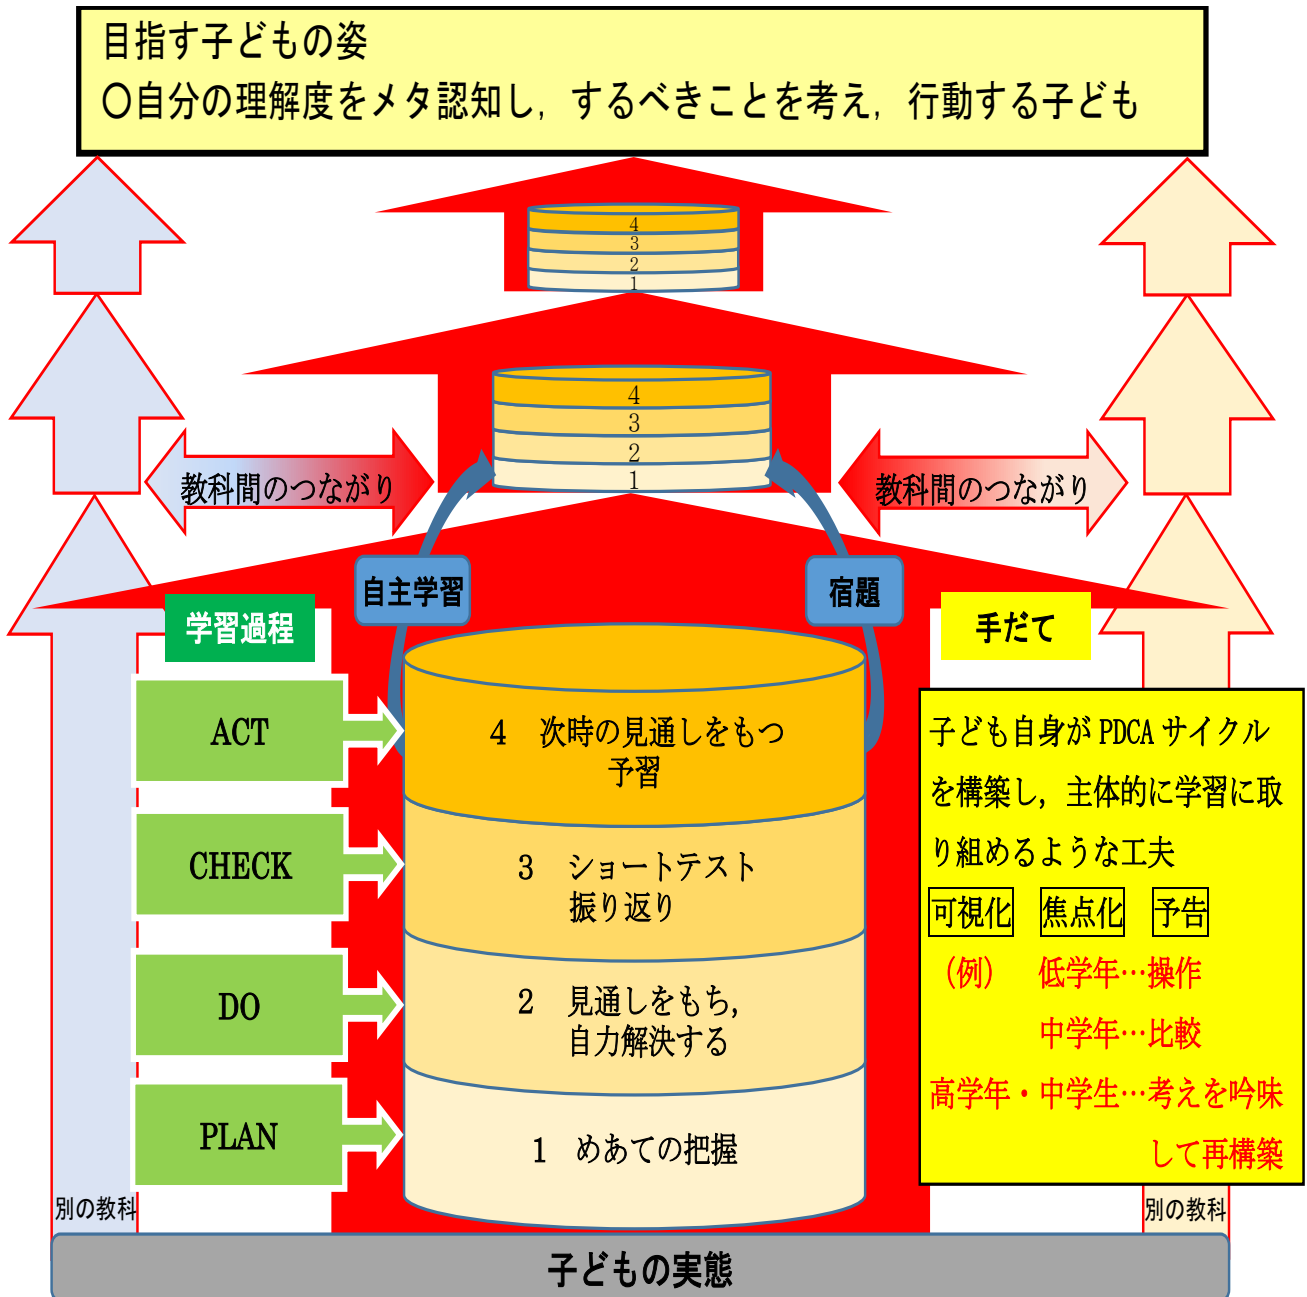 目指す子どもの姿
〇自分の理解度をメタ認知し，するべきことを考え，行動する子ども
4
3
2
1
4
3
2
1
教科間のつながり
教科間のつながり
自主学習
宿題
学習過程
手だて
ACT
4　次時の見通しをもつ
予習
CHECK
3　ショートテスト
振り返り
DO
2　見通しをもち，
自力解決する
PLAN
1　めあての把握
子ども自身が PDCA サイクル
を構築し，主体的に学習に取
り組めるような工夫
可視化　焦点化　予告
（例）　低学年…操作
中学年…比較
高学年・中学生…考えを吟味
して再構築
別の教科
別の教科
子どもの実態